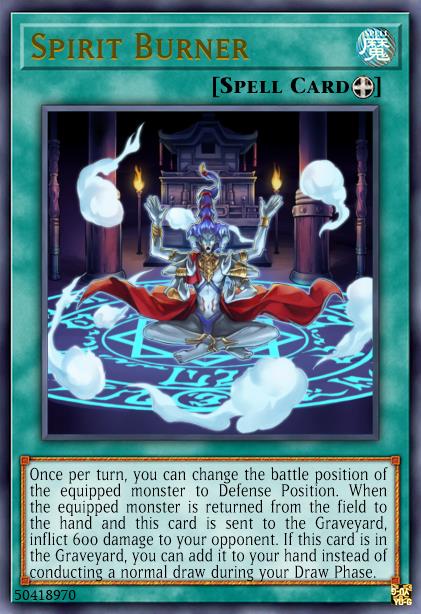 Spirit Burner
SPELL
魔
[Spell Card]
Once per turn, you can change the battle position of
the equipped monster to Defense Position. When
the equipped monster is returned from the field to
the hand and this card is sent to the Graveyard,
inflict 600 damage to your opponent. If this card is in
the Graveyard, you can add it to your hand instead of
conducting a normal draw during your Draw Phase.
50418970